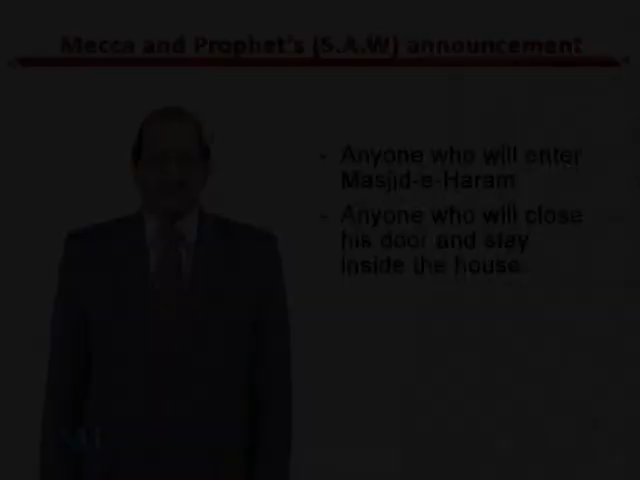 Mecca and Prophet's (S.A.W) announcement
- Anyone who will enter
Masjid-e-Haram
- Anyone who will close
his door and stay
inside the house.